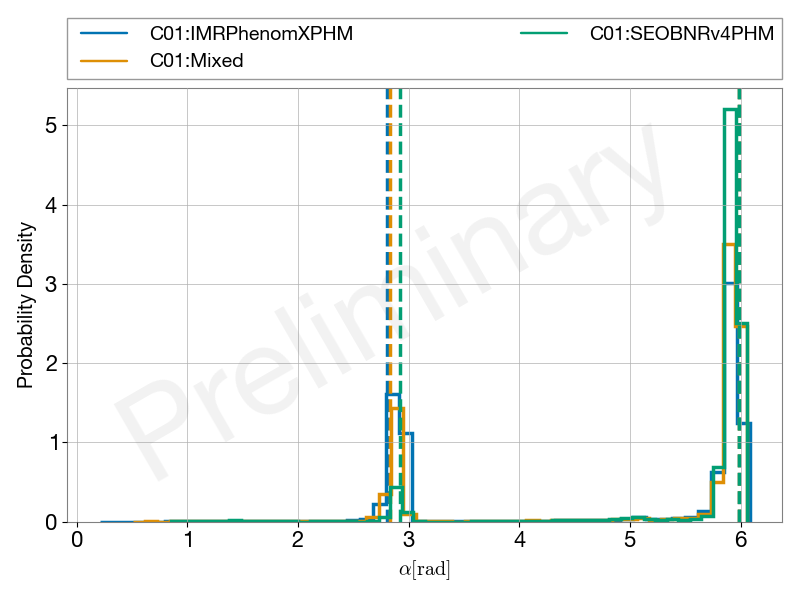 C01:IMRPhenomXPHM
C01:Mixed
C01:SEOBNRv4PHM
Preliminary
Probability Density
5
4
3
2
1
0
0 1 2 3 4 5 6
α[rad]